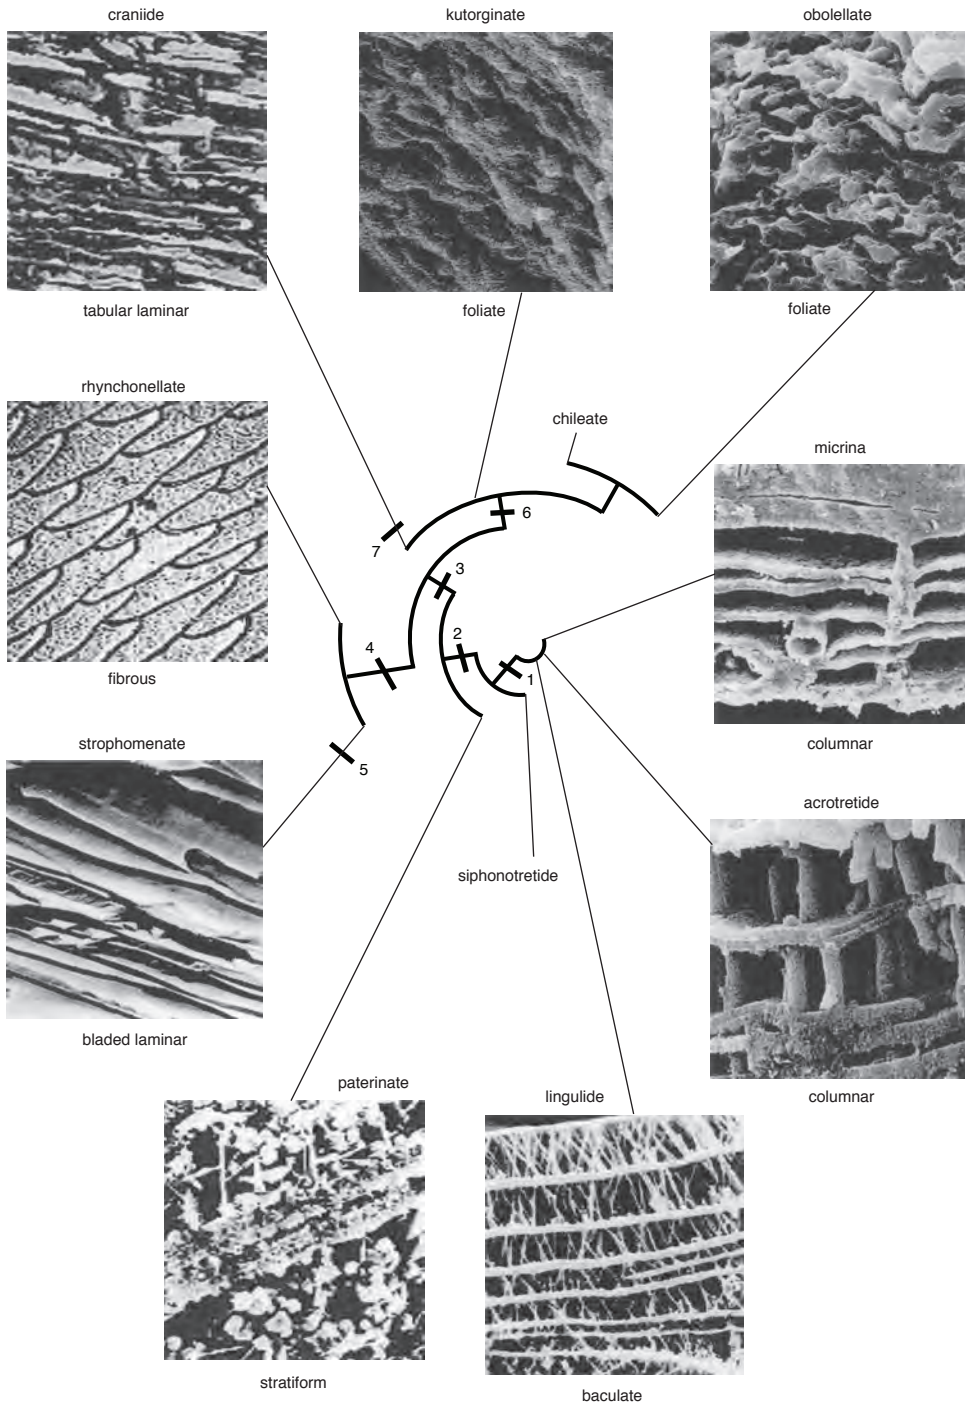 craniide
kutorginate
obolellate
tabular laminar
foliate
foliate
rhynchonellate
chileate
micrina
6
7
3
2
4
1
fibrous
columnar
strophomenate
5
acrotretide
siphonotretide
bladed laminar
paterinate
lingulide
columnar
stratiform
baculate